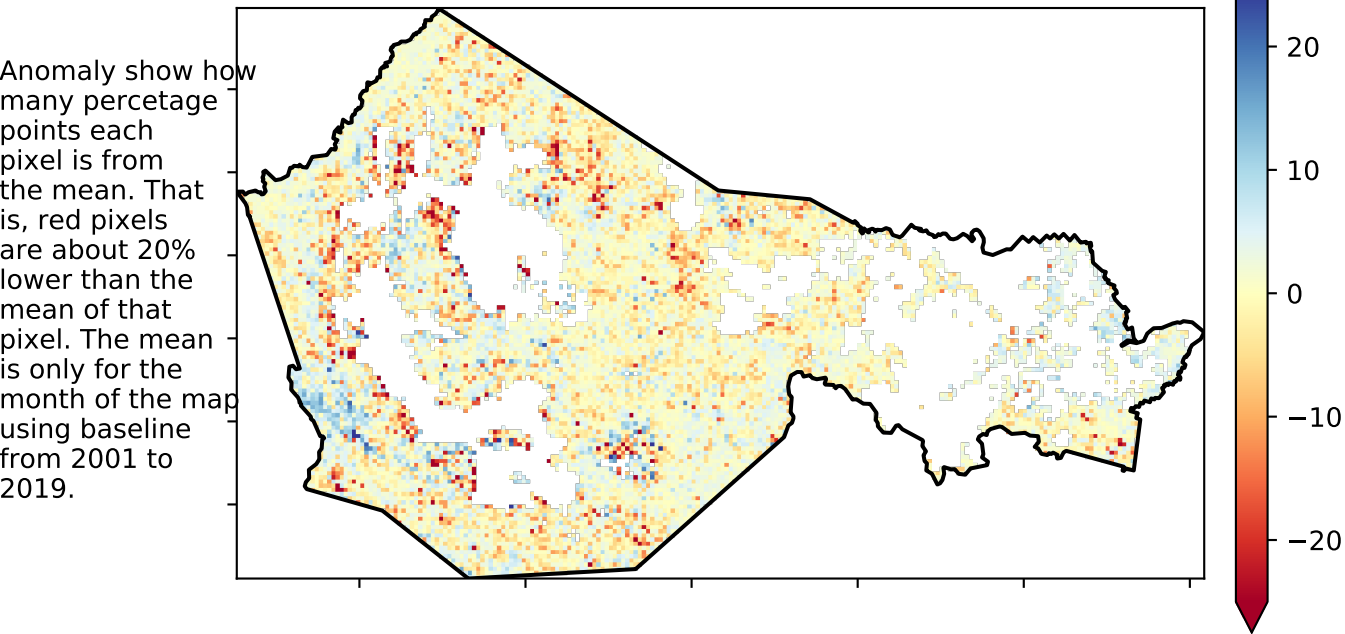 Anomaly show how
many percetage
points each
pixel is from
the mean. That
is, red pixels
are about 20%
lower than the
mean of that
pixel. The mean
is only for the
month of the map
using baseline
from 2001 to
2019.
20
10
0
−10
−20